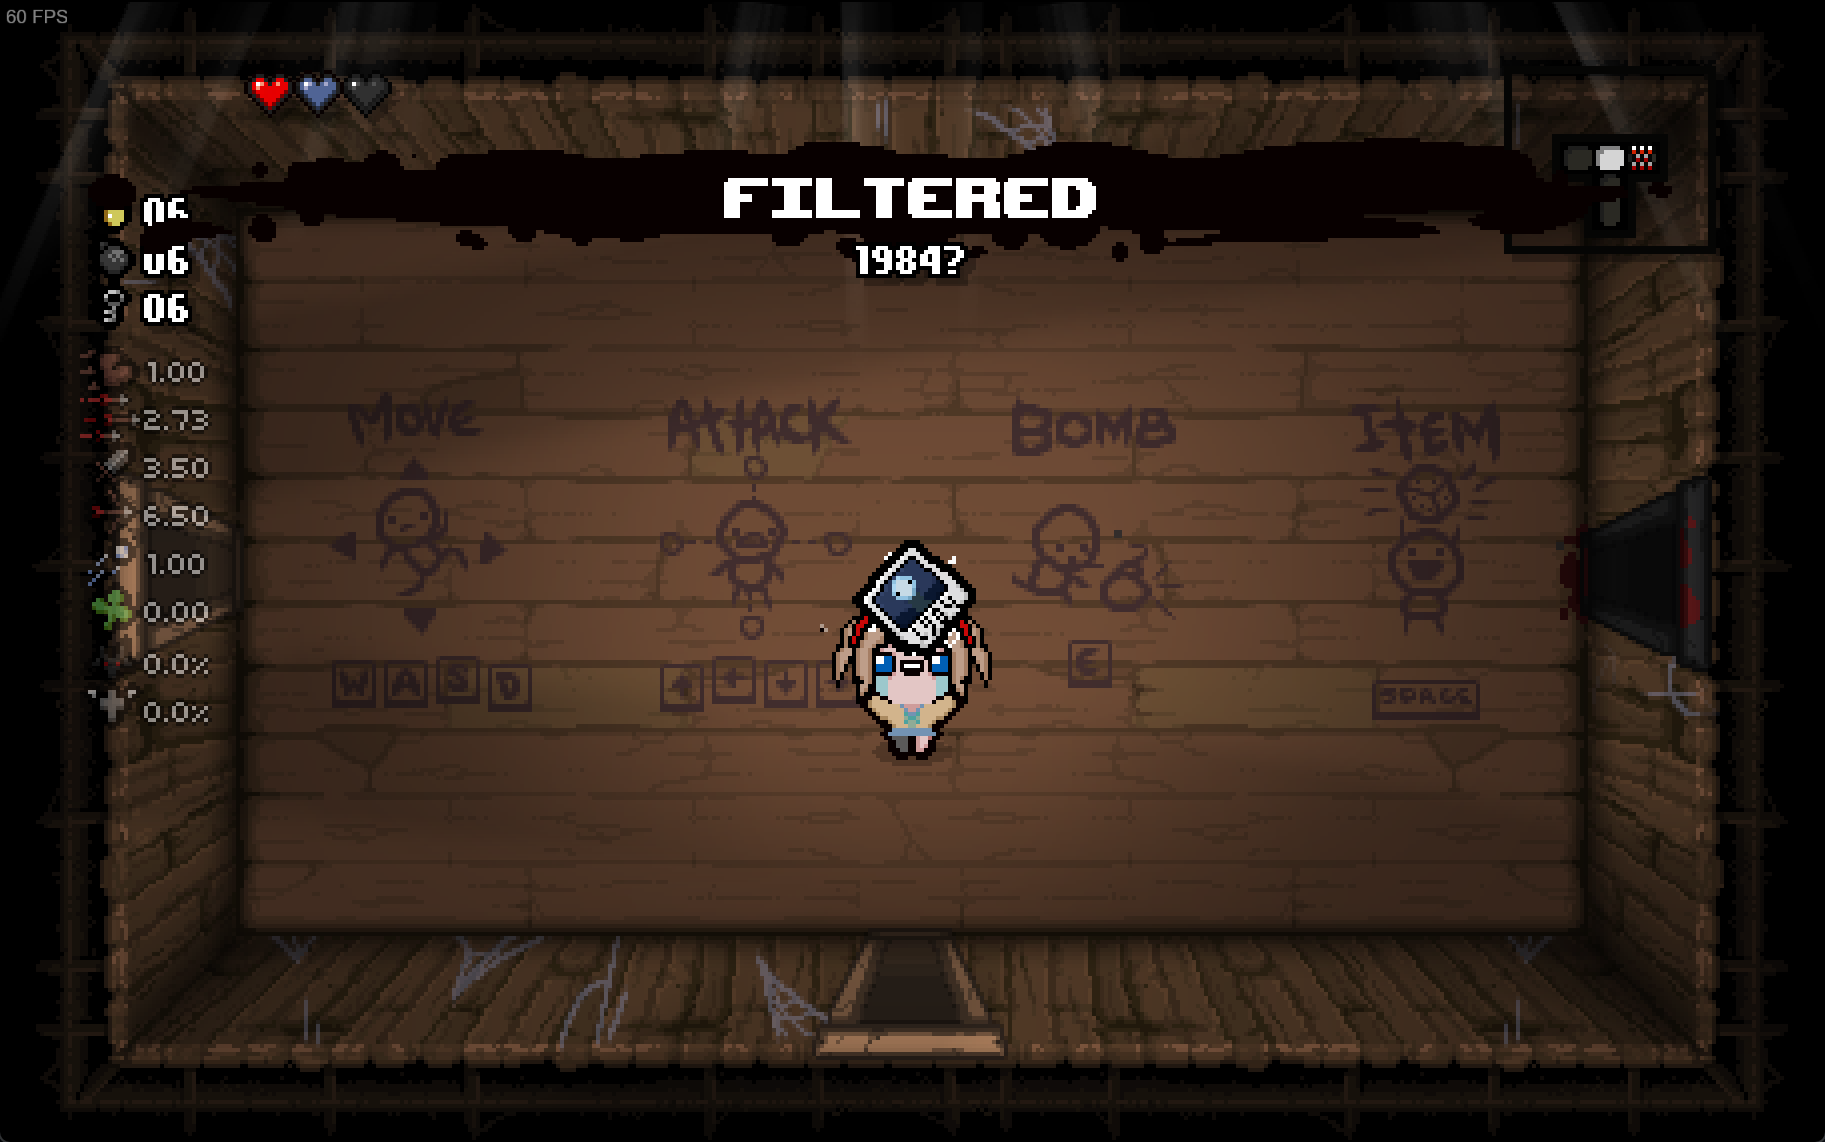 60 FPS
FILTERED
1984?
06
1.00
-2.73
3.50
6.50
1.00
0.00
0.0%
0.0%
MOVE
ATTACK
BOMB
ITEM
W A S D
E
SPACE